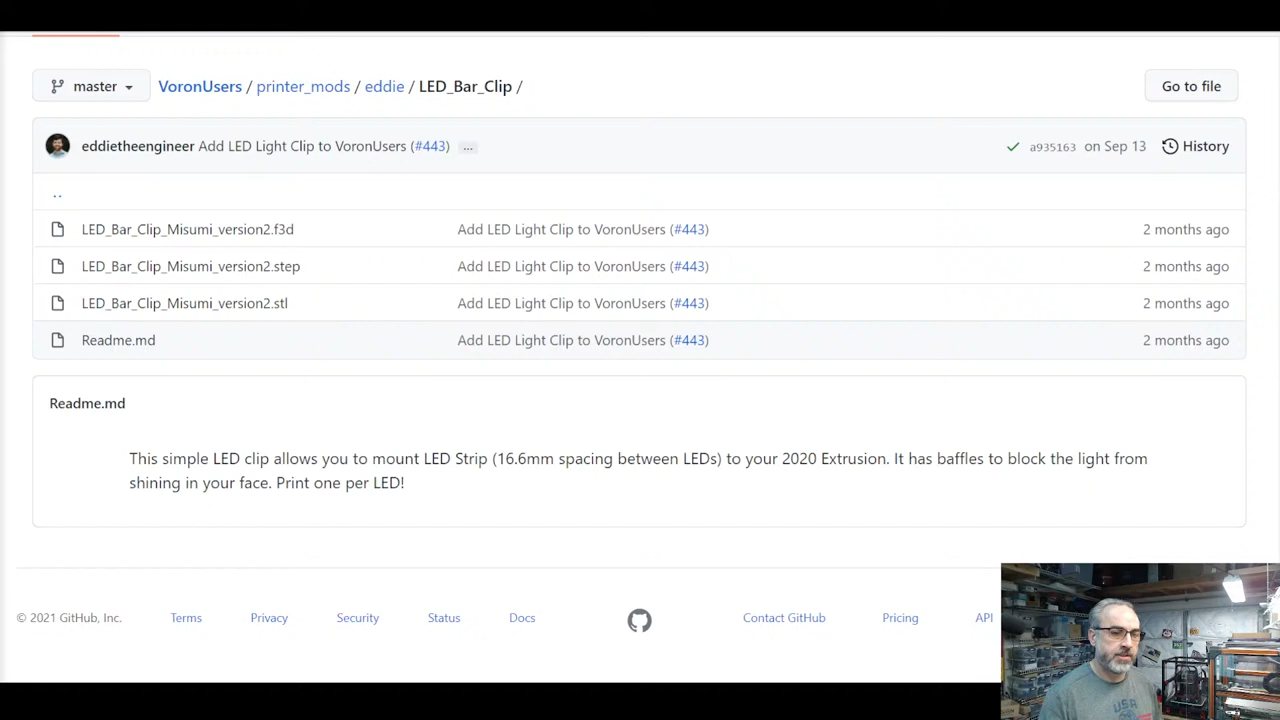 master
VoronUsers / printer_mods / eddie / LED_Bar_Clip /
Go to file
eddietheengineer Add LED Light Clip to VoronUsers (#443) ...
a935163 on Sep 13 History
..
LED_Bar_Clip_Misumi_version2.f3d Add LED Light Clip to VoronUsers (#443) 2 months ago
LED_Bar_Clip_Misumi_version2.step Add LED Light Clip to VoronUsers (#443) 2 months ago
LED_Bar_Clip_Misumi_version2.stl Add LED Light Clip to VoronUsers (#443) 2 months ago
Readme.md Add LED Light Clip to VoronUsers (#443) 2 months ago
Readme.md
This simple LED clip allows you to mount LED Strip (16.6mm spacing between LEDs) to your 2020 Extrusion. It has baffles to block the light from
shining in your face. Print one per LED!
© 2021 GitHub, Inc. Terms Privacy Security Status Docs Contact GitHub Pricing API
USA